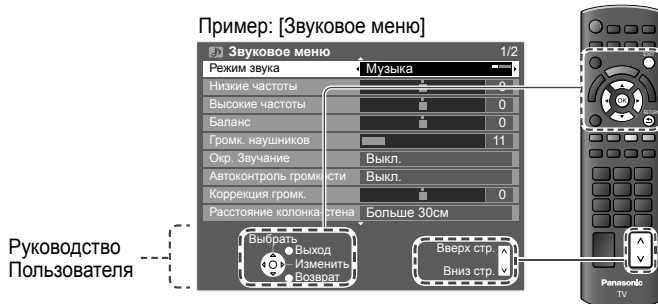 Пример: [Звуковое меню]
Звуковое меню 1/2
Режим звука Музыка
Низкие частоты 0
Высокие частоты 0
Баланс 0
Громк. наушников 11
Окр. Звучание Выкл.
Автоконтроль громкости Выкл.
Коррекция громк. 0
Расстояние колонка-стена Больше 30см
Руководство
Пользователя
Выбрать
Выход
Изменить
Возврат
Вверх стр.
Вниз стр.
EXIT
OK
RETURN
Panasonic
TV